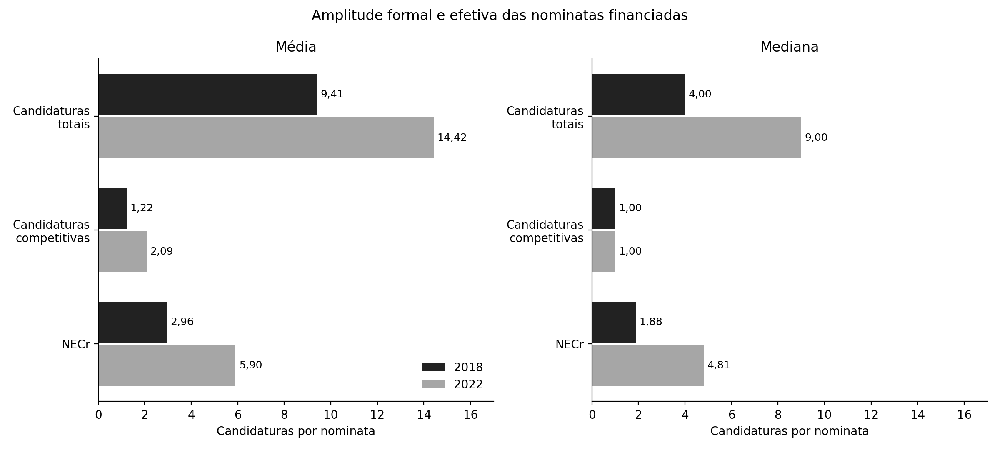 Amplitude formal e efetiva das nominatas financiadas
Média
Candidaturas
totais
9,41
14,42
Candidaturas
competitivas
1,22
2,09
NECr
2,96
5,90
2018
2022
0 2 4 6 8 10 12 14 16
Candidaturas por nominata
Mediana
Candidaturas
totais
4,00
9,00
Candidaturas
competitivas
1,00
1,00
NECr
1,88
4,81
0 2 4 6 8 10 12 14 16
Candidaturas por nominata